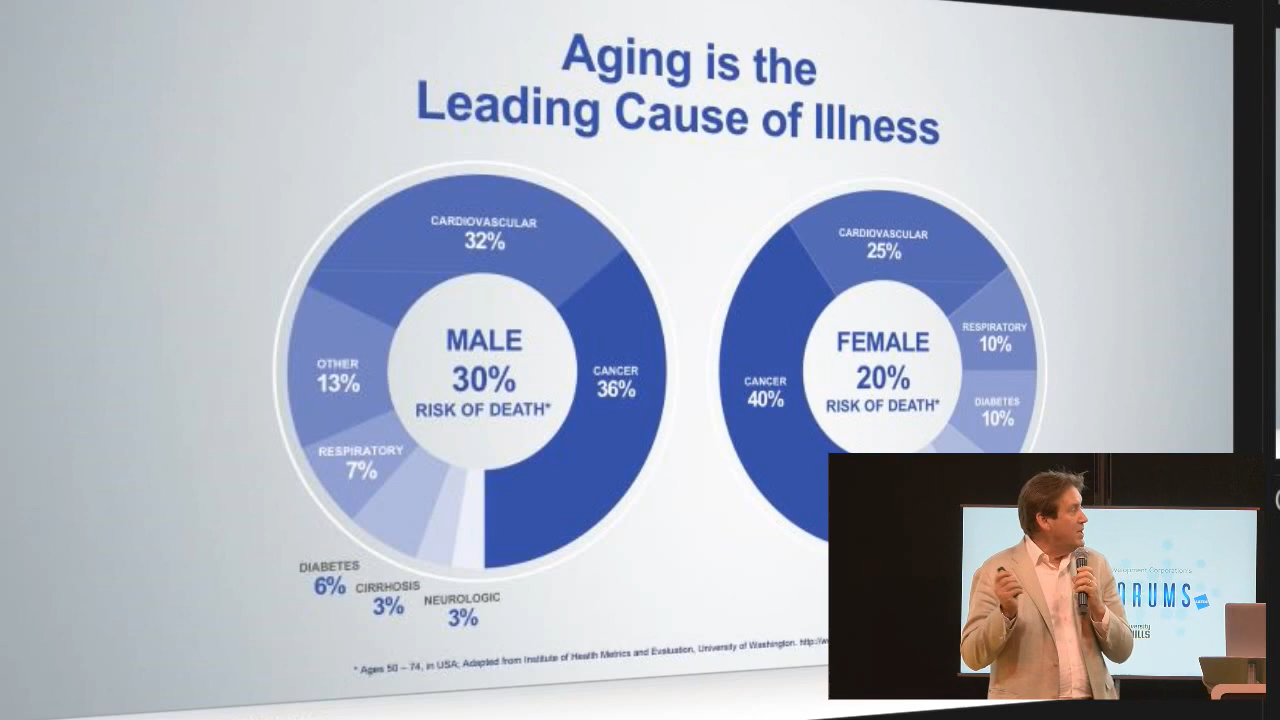 Aging is the
Leading Cause of Illness
CARDIOVASCULAR
32%
CANCER
36%
OTHER
13%
RESPIRATORY
7%
DIABETES
6%
CIRRHOSIS
3%
NEUROLOGIC
3%
MALE
30%
RISK OF DEATH*
CARDIOVASCULAR
25%
RESPIRATORY
10%
DIABETES
10%
CANCER
40%
FEMALE
20%
RISK OF DEATH*
* Ages 50 – 74, in USA; Adapted from Institute of Health Metrics and Evaluation, University of Washington.
ORUMS